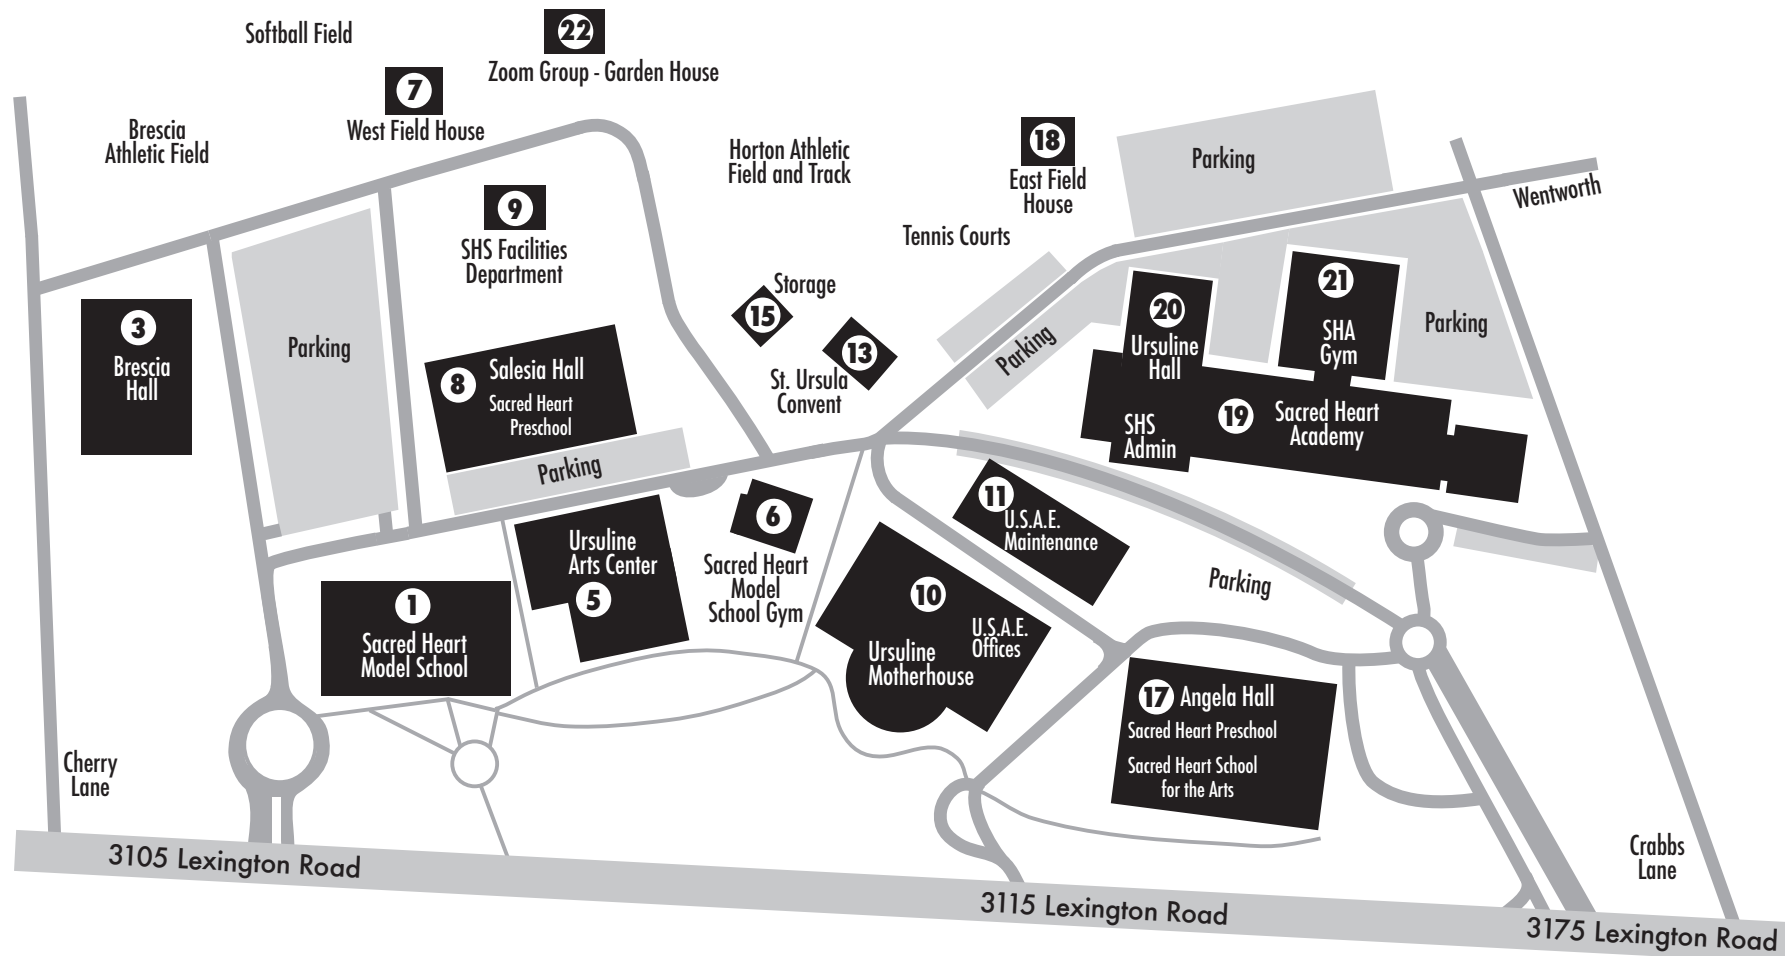 Softball Field
22
Zoom Group - Garden House
7
West Field House
Brescia
Athletic Field
18
East Field
House
Horton Athletic
Field and Track
Parking
Wentworth
9
SHS Facilities
Department
Tennis Courts
Storage
15
13
St. Ursula
Convent
Parking
20
Ursuline
Hall
21
SHA
Gym
Parking
3
Brescia
Hall
Parking
8
Salesia Hall
Sacred Heart
Preschool
Parking
SHS
Admin
19
Sacred Heart
Academy
11
U.S.A.E.
Maintenance
6
Sacred Heart
Model
School Gym
Ursuline
Arts Center
5
1
Sacred Heart
Model School
10
U.S.A.E.
Offices
Ursuline
Motherhouse
Parking
17
Angela Hall
Sacred Heart Preschool
Sacred Heart School
for the Arts
Cherry
Lane
Crabbs
Lane
3105 Lexington Road
3115 Lexington Road
3175 Lexington Road